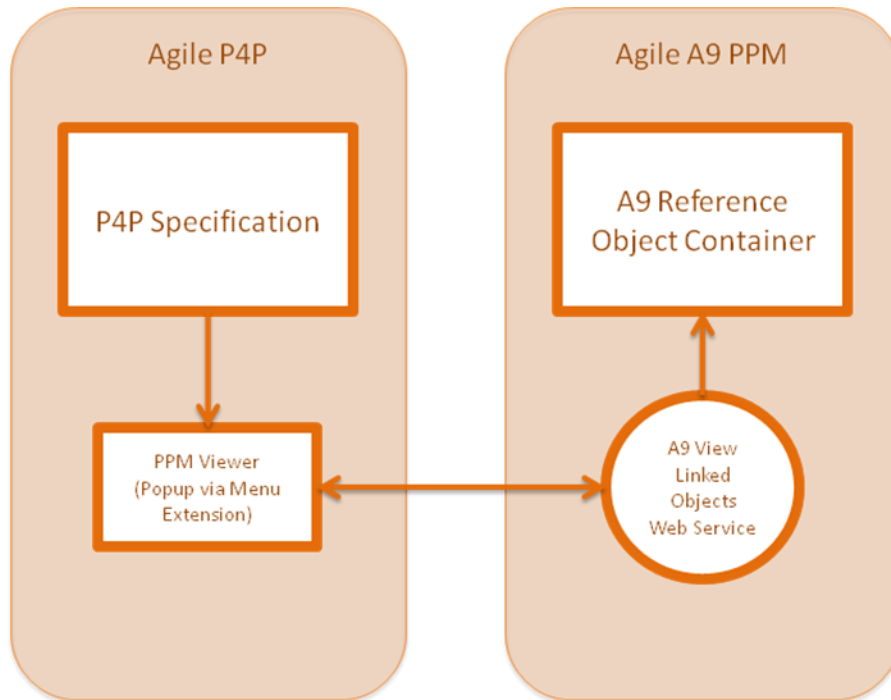 Agile P4P
P4P Specification
PPM Viewer
(Popup via Menu
Extension)
Agile A9 PPM
A9 Reference
Object Container
A9 View
Linked
Objects
Web Service